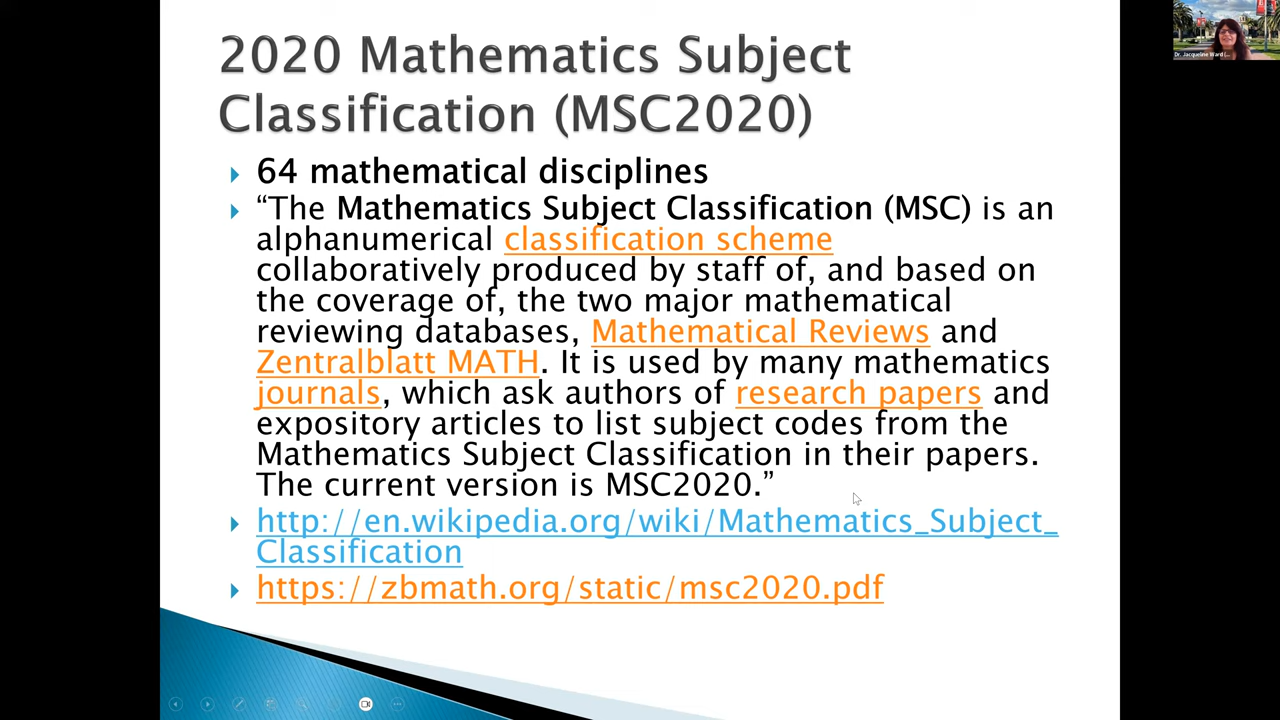 2020 Mathematics Subject
Classification (MSC2020)
64 mathematical disciplines
“The Mathematics Subject Classification (MSC) is an
alphanumerical classification scheme
collaboratively produced by staff of, and based on
the coverage of, the two major mathematical
reviewing databases, Mathematical Reviews and
Zentralblatt MATH. It is used by many mathematics
journals, which ask authors of research papers and
expository articles to list subject codes from the
Mathematics Subject Classification in their papers.
The current version is MSC2020.”
http://en.wikipedia.org/wiki/Mathematics_Subject_
Classification
https://zbmath.org/static/msc2020.pdf
Dr. Jacqueline Ward (...